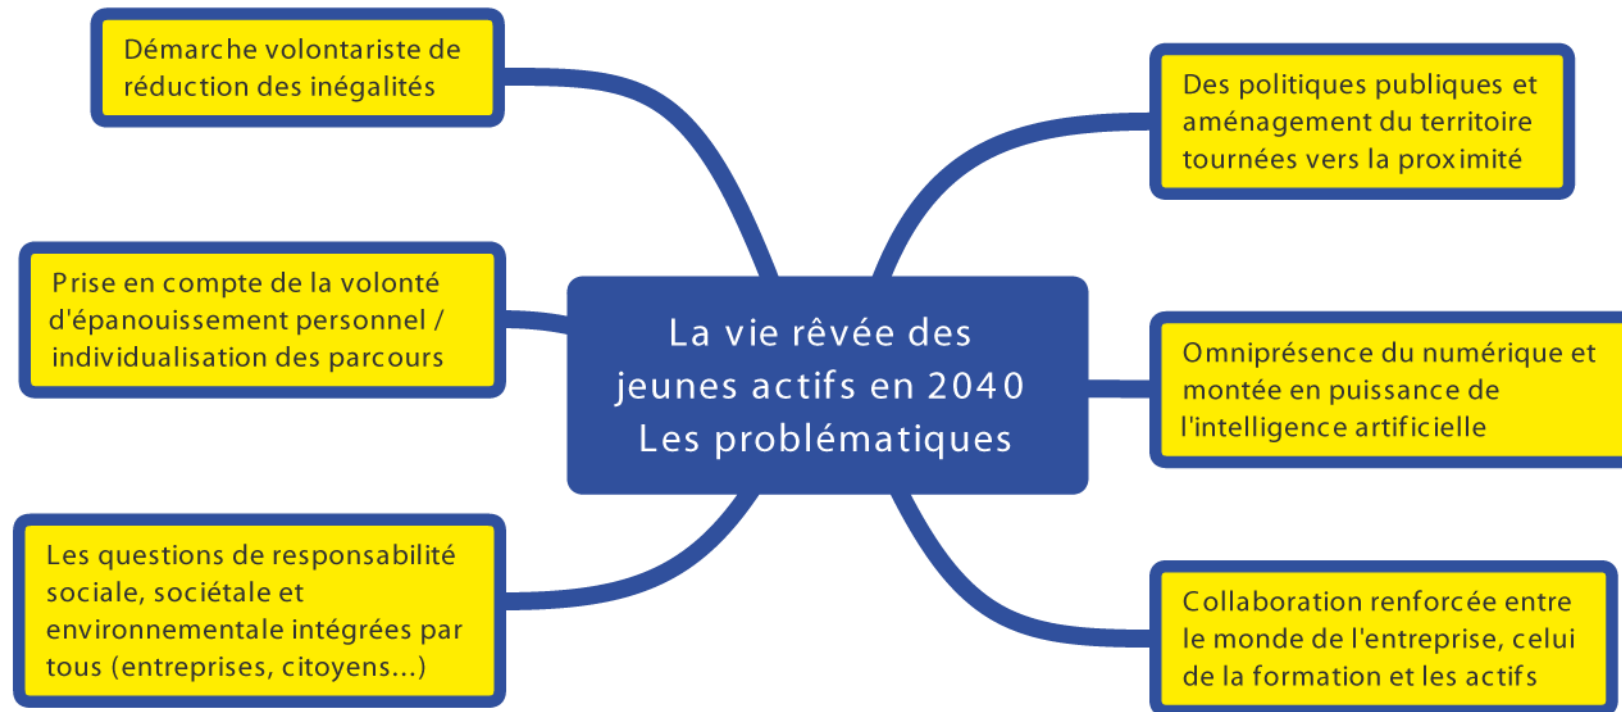 Démarche volontariste de
réduction des inégalités
Prise en compte de la volonté
d'épanouissement personnel /
individualisation des parcours
Les questions de responsabilité
sociale, sociétale et
environnementale intégrées par
tous (entreprises, citoyens...)
La vie rêvée des
jeunes actifs en 2040
Les problématiques
Des politiques publiques et
aménagement du territoire
tournées vers la proximité
Omniprésence du numérique et
montée en puissance de
l'intelligence artificielle
Collaboration renforcée entre
le monde de l'entreprise, celui
de la formation et les actifs